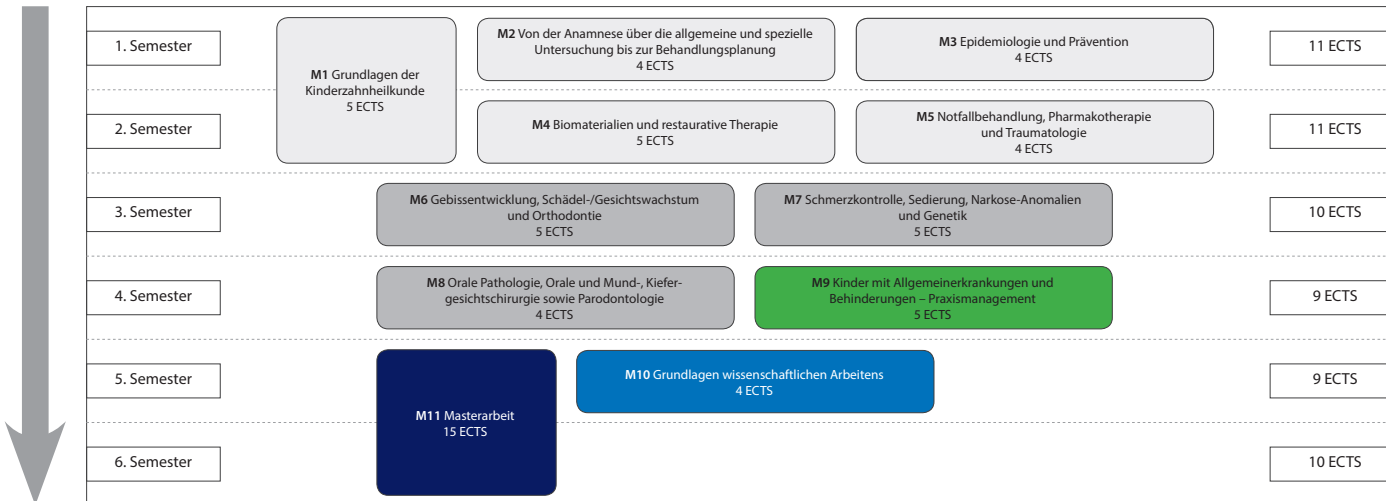 1. Semester
M1 Grundlagen der
Kinderzahnheilkunde
5 ECTS
M2 Von der Anamnese über die allgemeine und spezielle
Untersuchung bis zur Behandlungsplanung
4 ECTS
M3 Epidemiologie und Prävention
4 ECTS
11 ECTS
2. Semester
M4 Biomaterialien und restaurative Therapie
5 ECTS
M5 Notfallbehandlung, Pharmakotherapie
und Traumatologie
4 ECTS
11 ECTS
3. Semester
M6 Gebissentwicklung, Schädel-/Gesichtswachstum
und Orthodontie
5 ECTS
M7 Schmerzkontrolle, Sedierung, Narkose-Anomalien
und Genetik
5 ECTS
10 ECTS
4. Semester
M8 Orale Pathologie, Orale und Mund-, Kiefer-
gesichtschirurgie sowie Parodontologie
4 ECTS
M9 Kinder mit Allgemeinerkrankungen und
Behinderungen – Praxismanagement
5 ECTS
9 ECTS
5. Semester
M11 Masterarbeit
15 ECTS
M10 Grundlagen wissenschaftlichen Arbeitens
4 ECTS
9 ECTS
6. Semester
10 ECTS